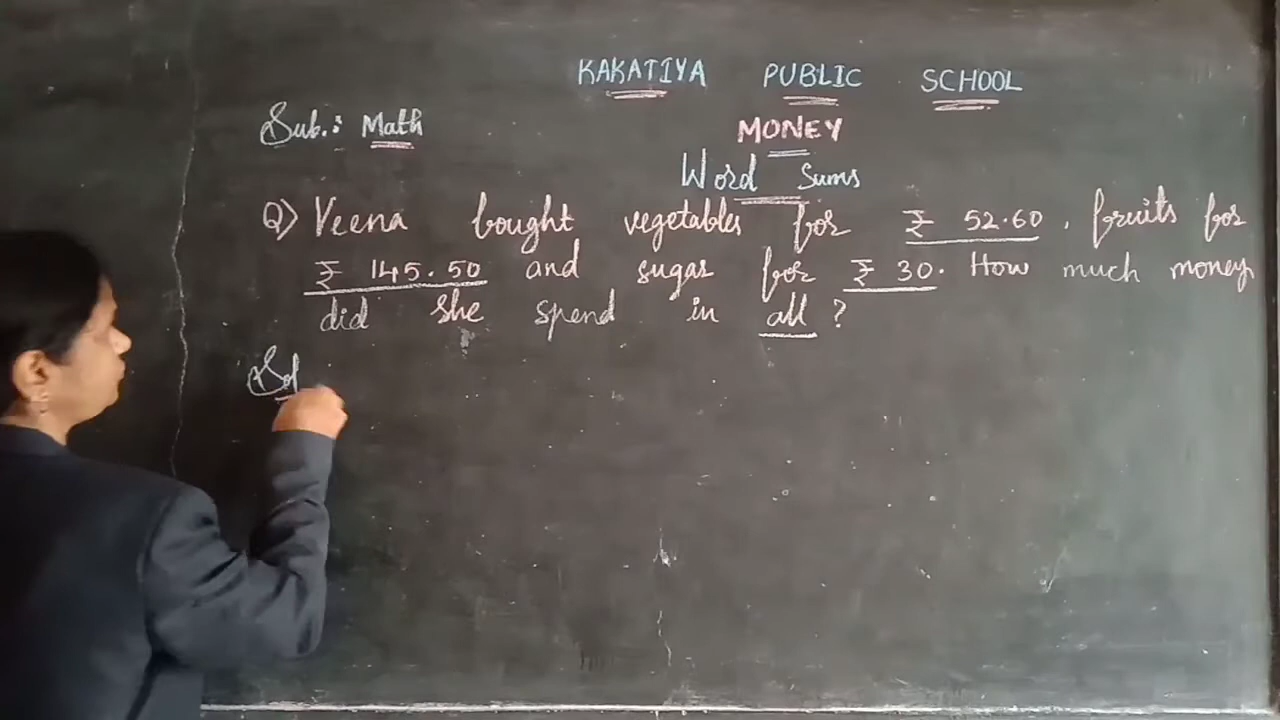 KAKATIYA PUBLIC SCHOOL
Sub.: Math
MONEY
Word Sums
Q) Veena bought vegetables for ₹ 52.60, fruits for
₹ 145.50 and sugar for ₹ 30. How much money
did she spend in all ?
Sol